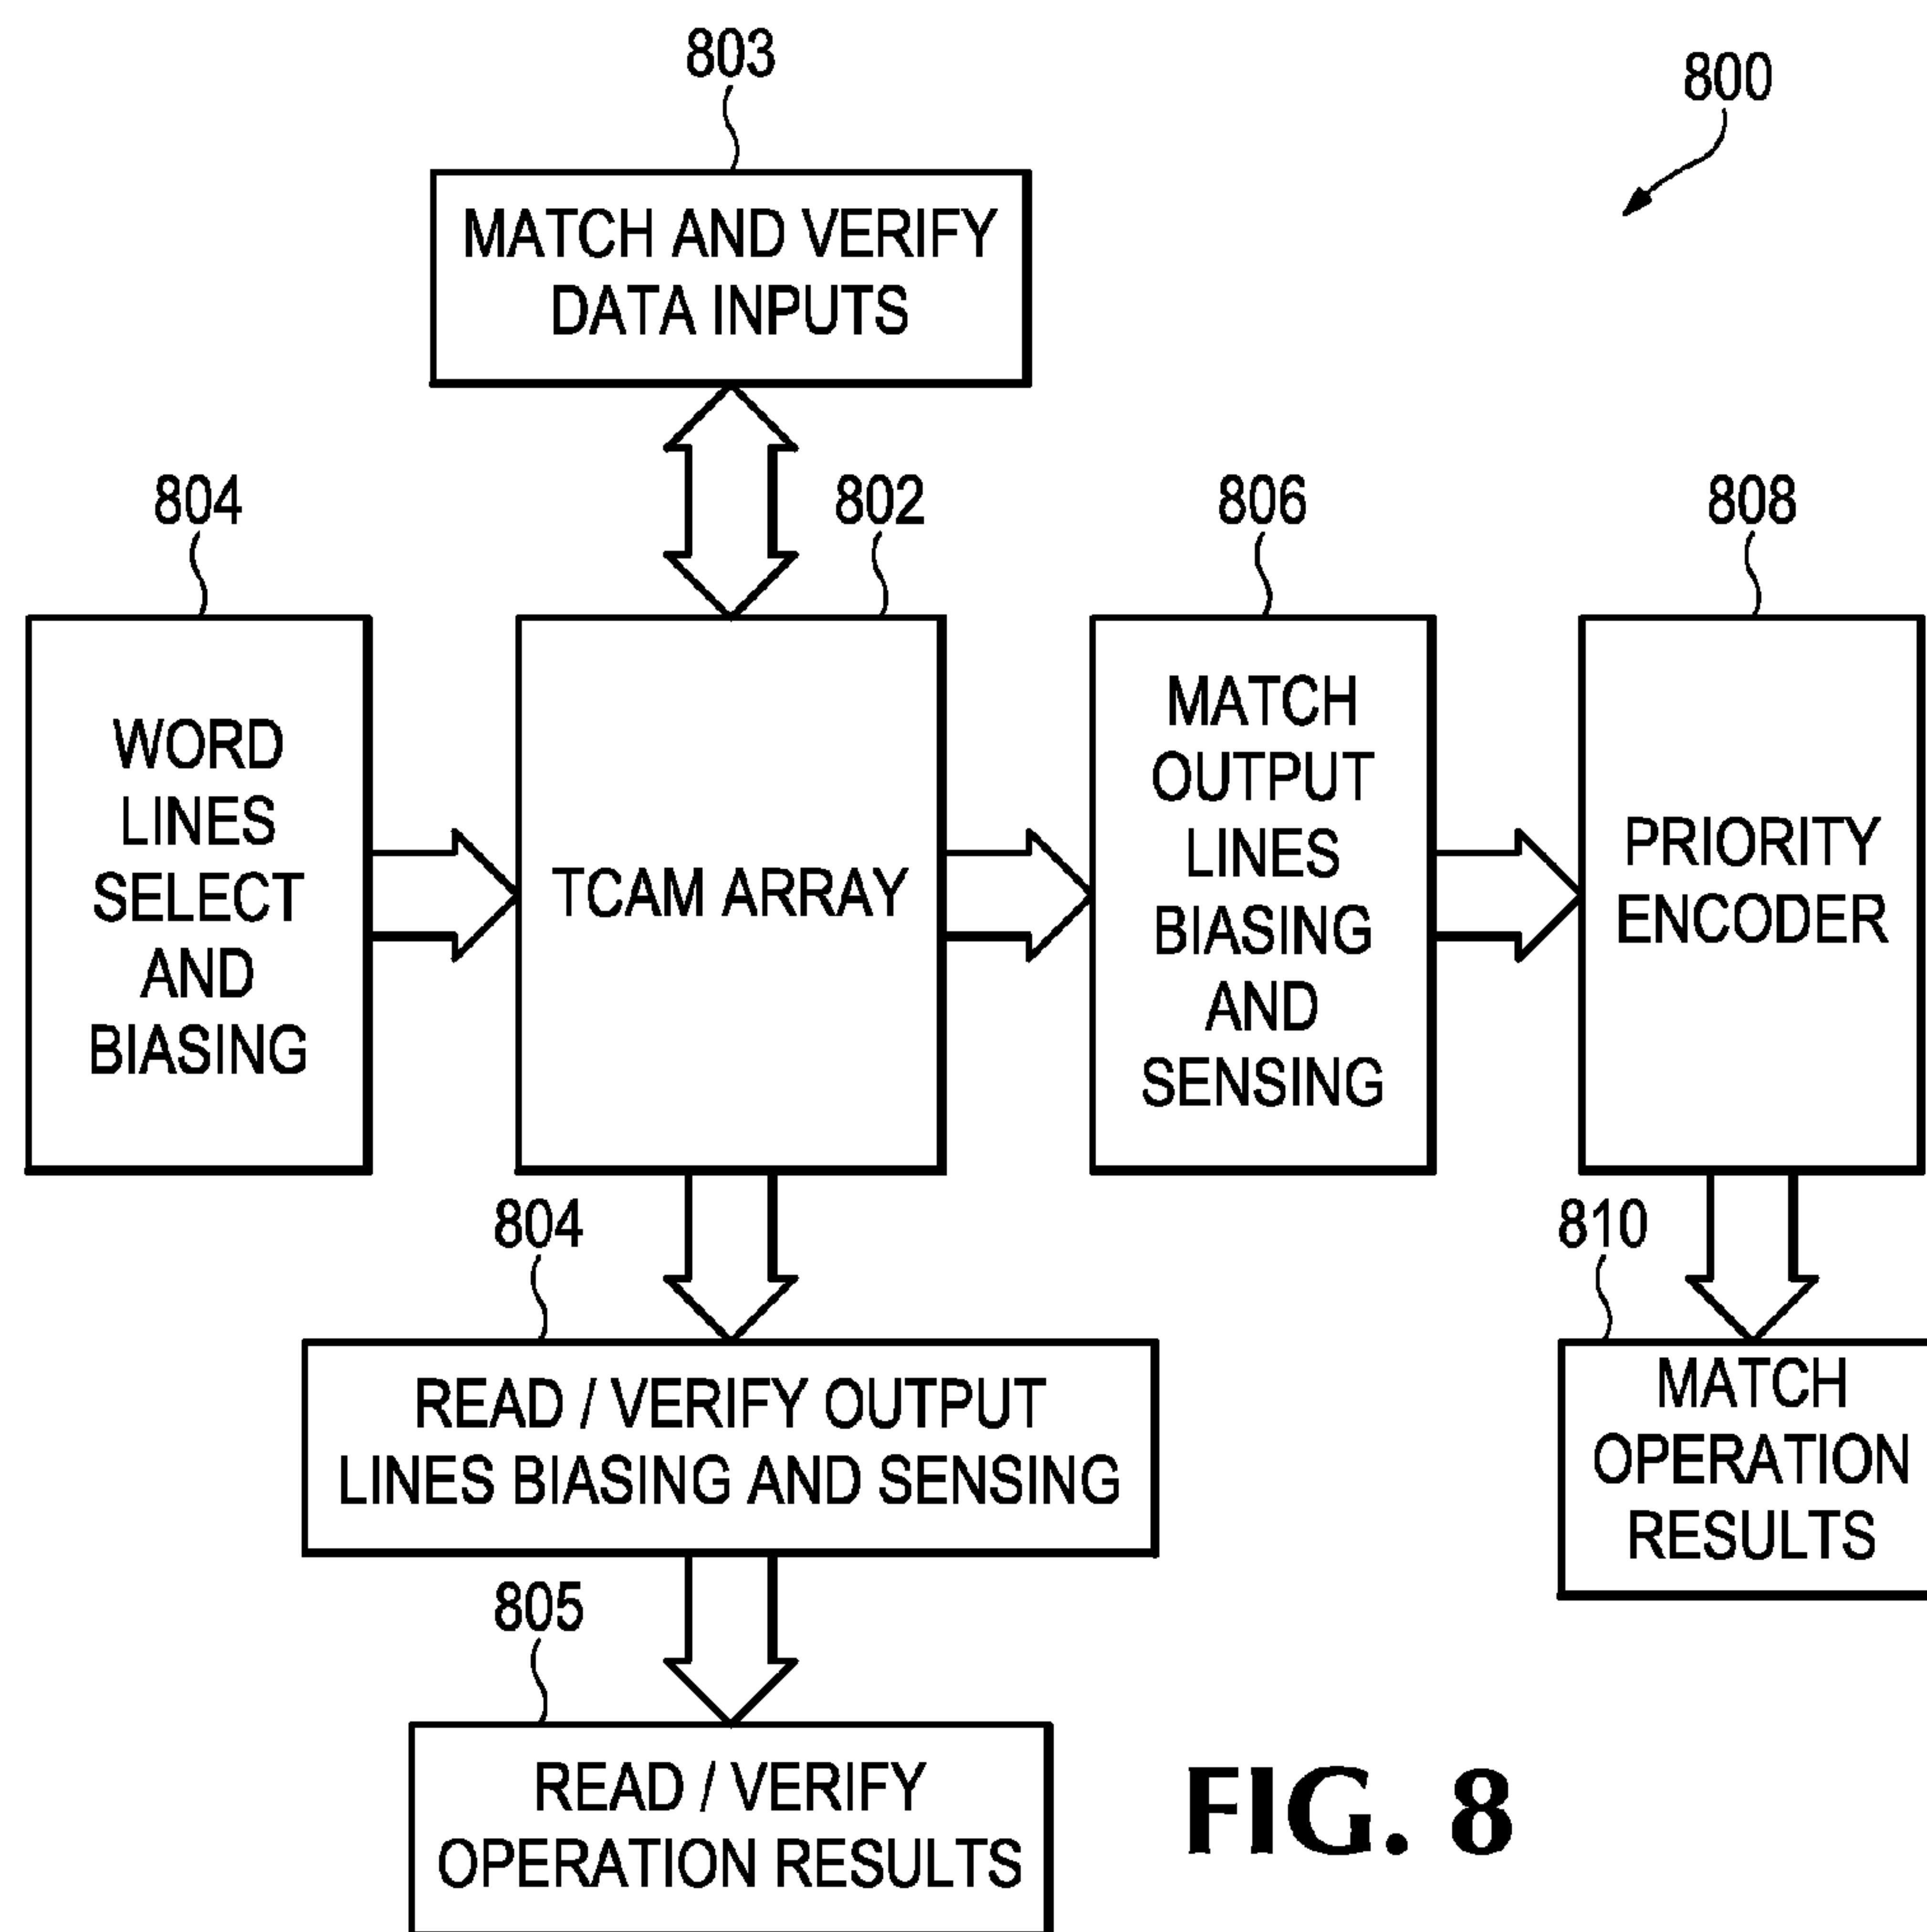 803
800
MATCH AND VERIFY
DATA INPUTS
804
802
806
808
WORD
LINES
SELECT
AND
BIASING
TCAM ARRAY
MATCH
OUTPUT
LINES
BIASING
AND
SENSING
PRIORITY
ENCODER
804
810
READ / VERIFY OUTPUT
LINES BIASING AND SENSING
MATCH
OPERATION
RESULTS
805
READ / VERIFY
OPERATION RESULTS
FIG. 8